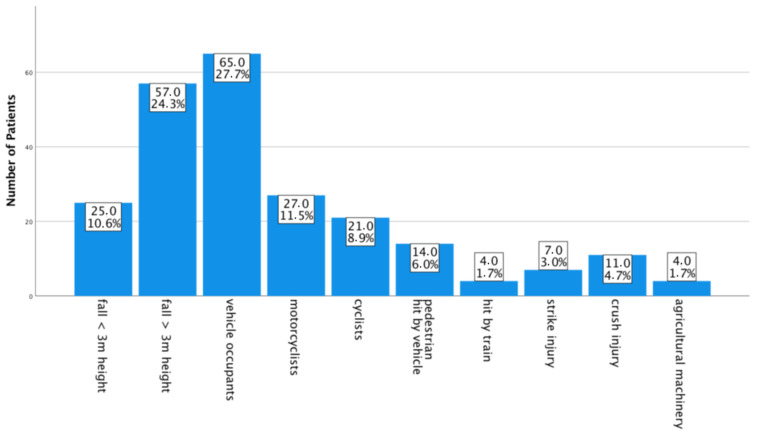 Number of Patients
60
40
20
0
25.0
10.6%
57.0
24.3%
65.0
27.7%
27.0
11.5%
21.0
8.9%
14.0
6.0%
4.0
1.7%
7.0
3.0%
11.0
4.7%
4.0
1.7%
fall < 3m height
fall > 3m height
vehicle occupants
motorcyclists
cyclists
pedestrian
hit by vehicle
hit by train
strike injury
crush injury
agricultural machinery